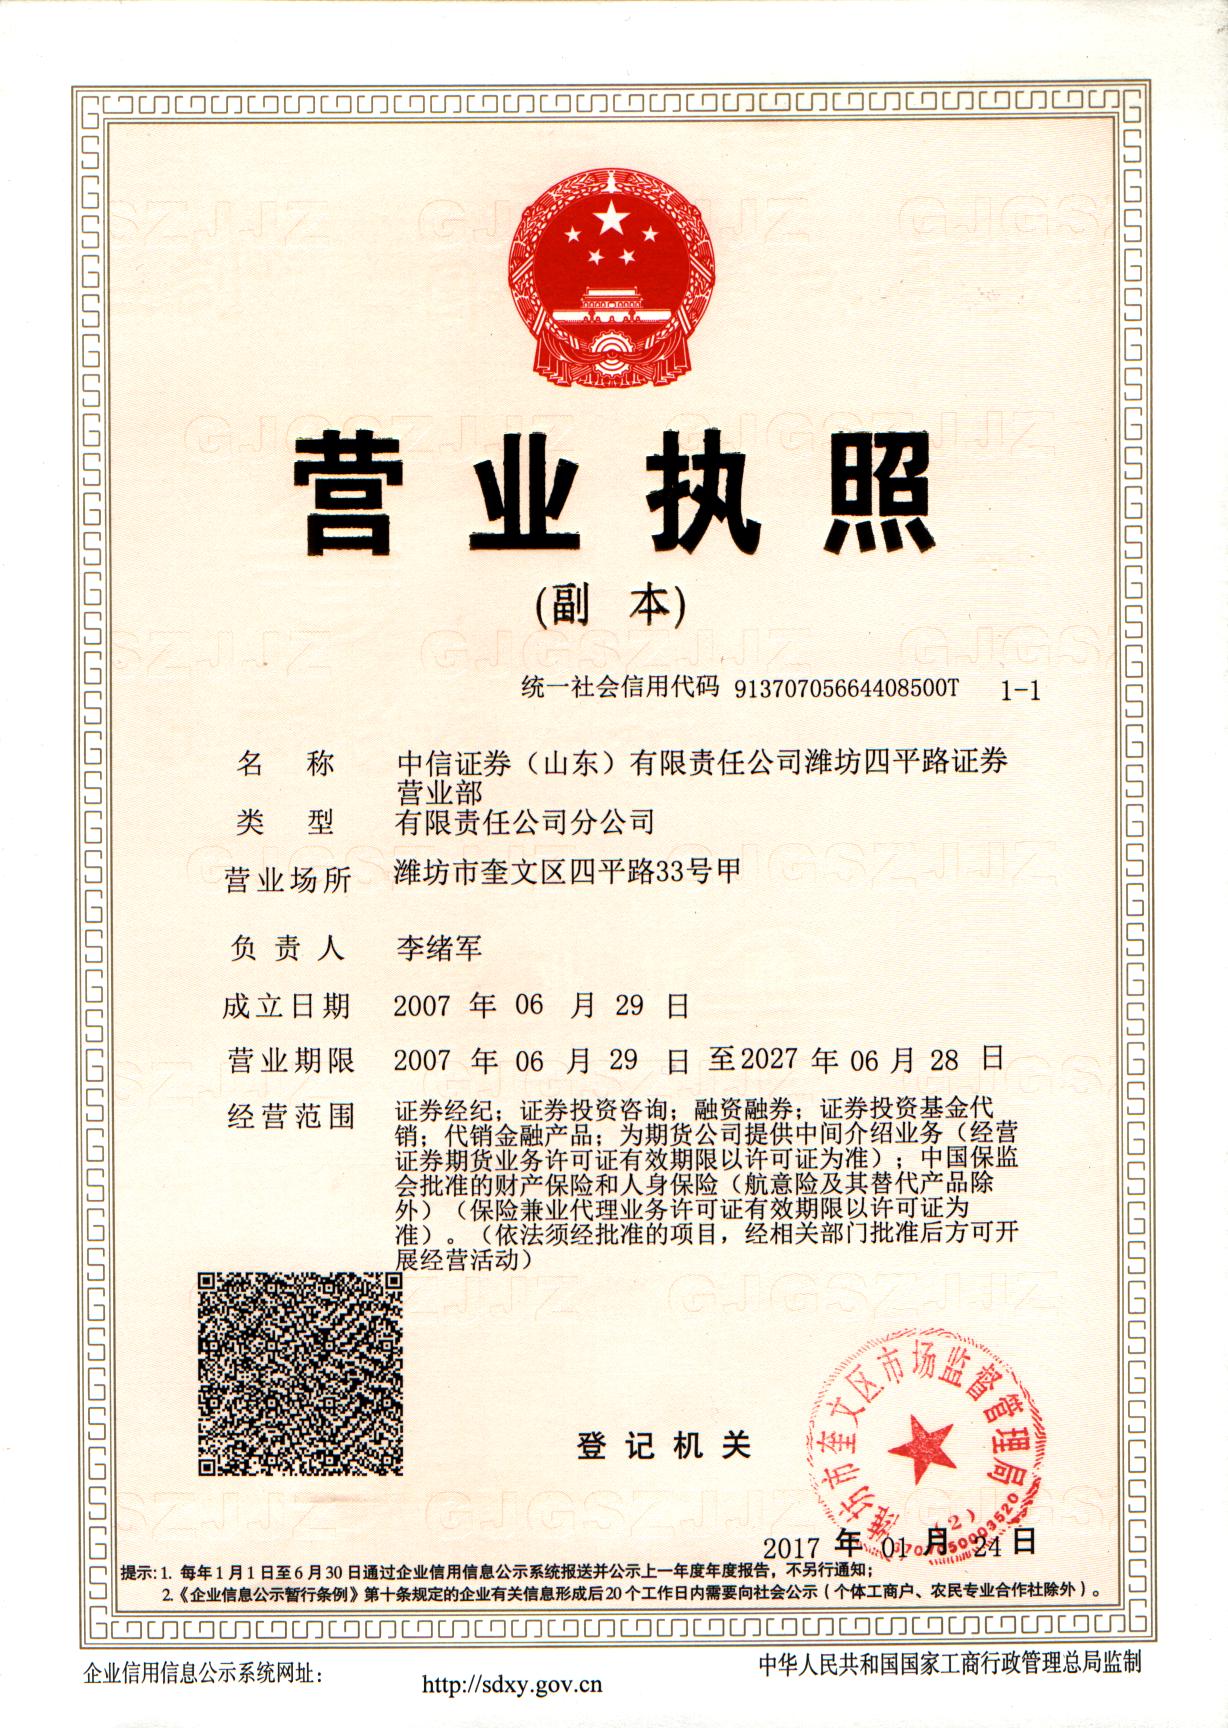 营业执照
(副 本)
统一社会信用代码 91370705664408500T 1-1
名 称 中信证券（山东）有限责任公司潍坊四平路证券
营业部
类 型 有限责任公司分公司
营业场所 潍坊市奎文区四平路33号甲
负 责 人 李绪军
成立日期 2007 年 06 月 29 日
营业期限 2007 年 06 月 29 日 至2027 年 06 月 28 日
经营范围 证券经纪；证券投资咨询；融资融券；证券投资基金代
销；代销金融产品；为期货公司提供中间介绍业务（经营
证券期货业务许可证有效期限以许可证为准）；中国保监
会批准的财产保险和人身保险（航意险及其替代产品除
外）（保险兼业代理业务许可证有效期限以许可证为
准）。（依法须经批准的项目，经相关部门批准后方可开
展经营活动）
登记机关
潍坊市奎文区市场监督管理局
(2)
2017 年 01 月 24 日
提示: 1. 每年1月1日至6月30日通过企业信用信息公示系统报送并公示上一年度年度报告，不另行通知；
2.《企业信息公示暂行条例》第十条规定的企业有关信息形成后20个工作日内需要向社会公示（个体工商户、农民专业合作社除外）。
企业信用信息公示系统网址： http://sdxy.gov.cn 中华人民共和国国家工商行政管理总局监制